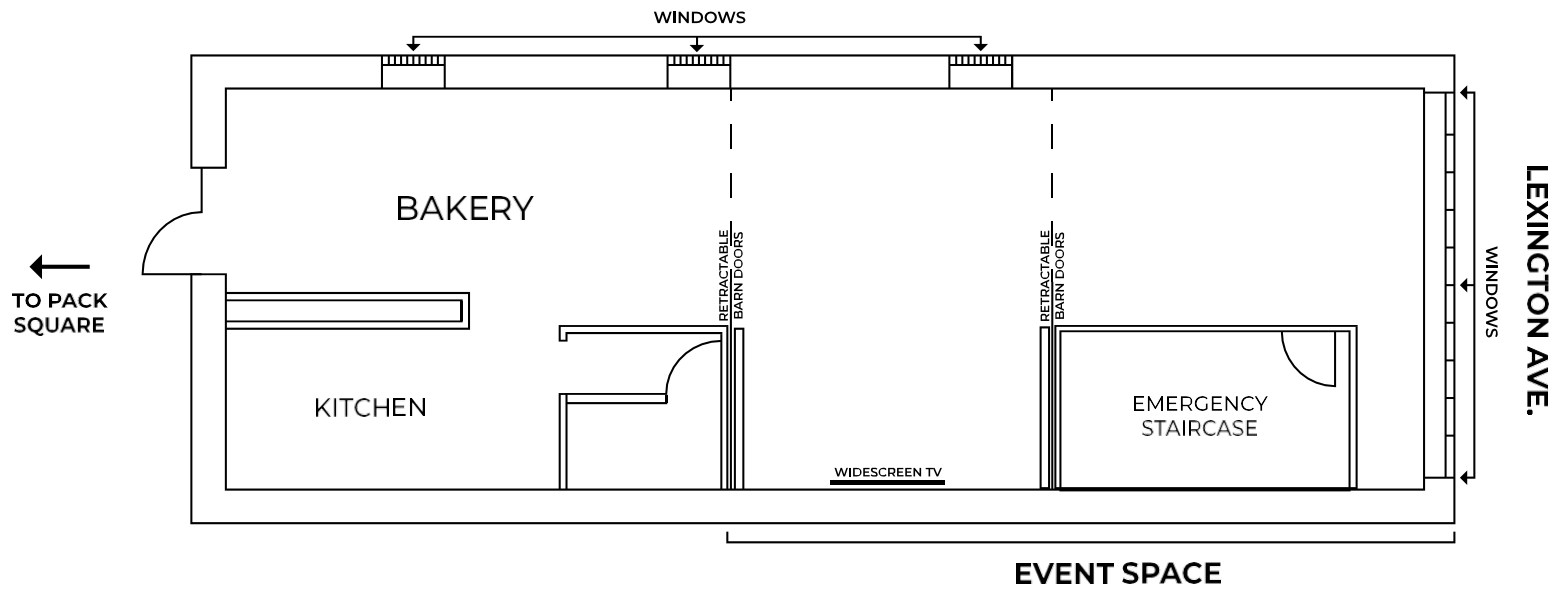 WINDOWS
BAKERY
TO PACK
SQUARE
KITCHEN
RETRACTABLE
BARN DOORS
RETRACTABLE
BARN DOORS
WIDESCREEN TV
EMERGENCY
STAIRCASE
WINDOWS
LEXINGTON AVE.
EVENT SPACE